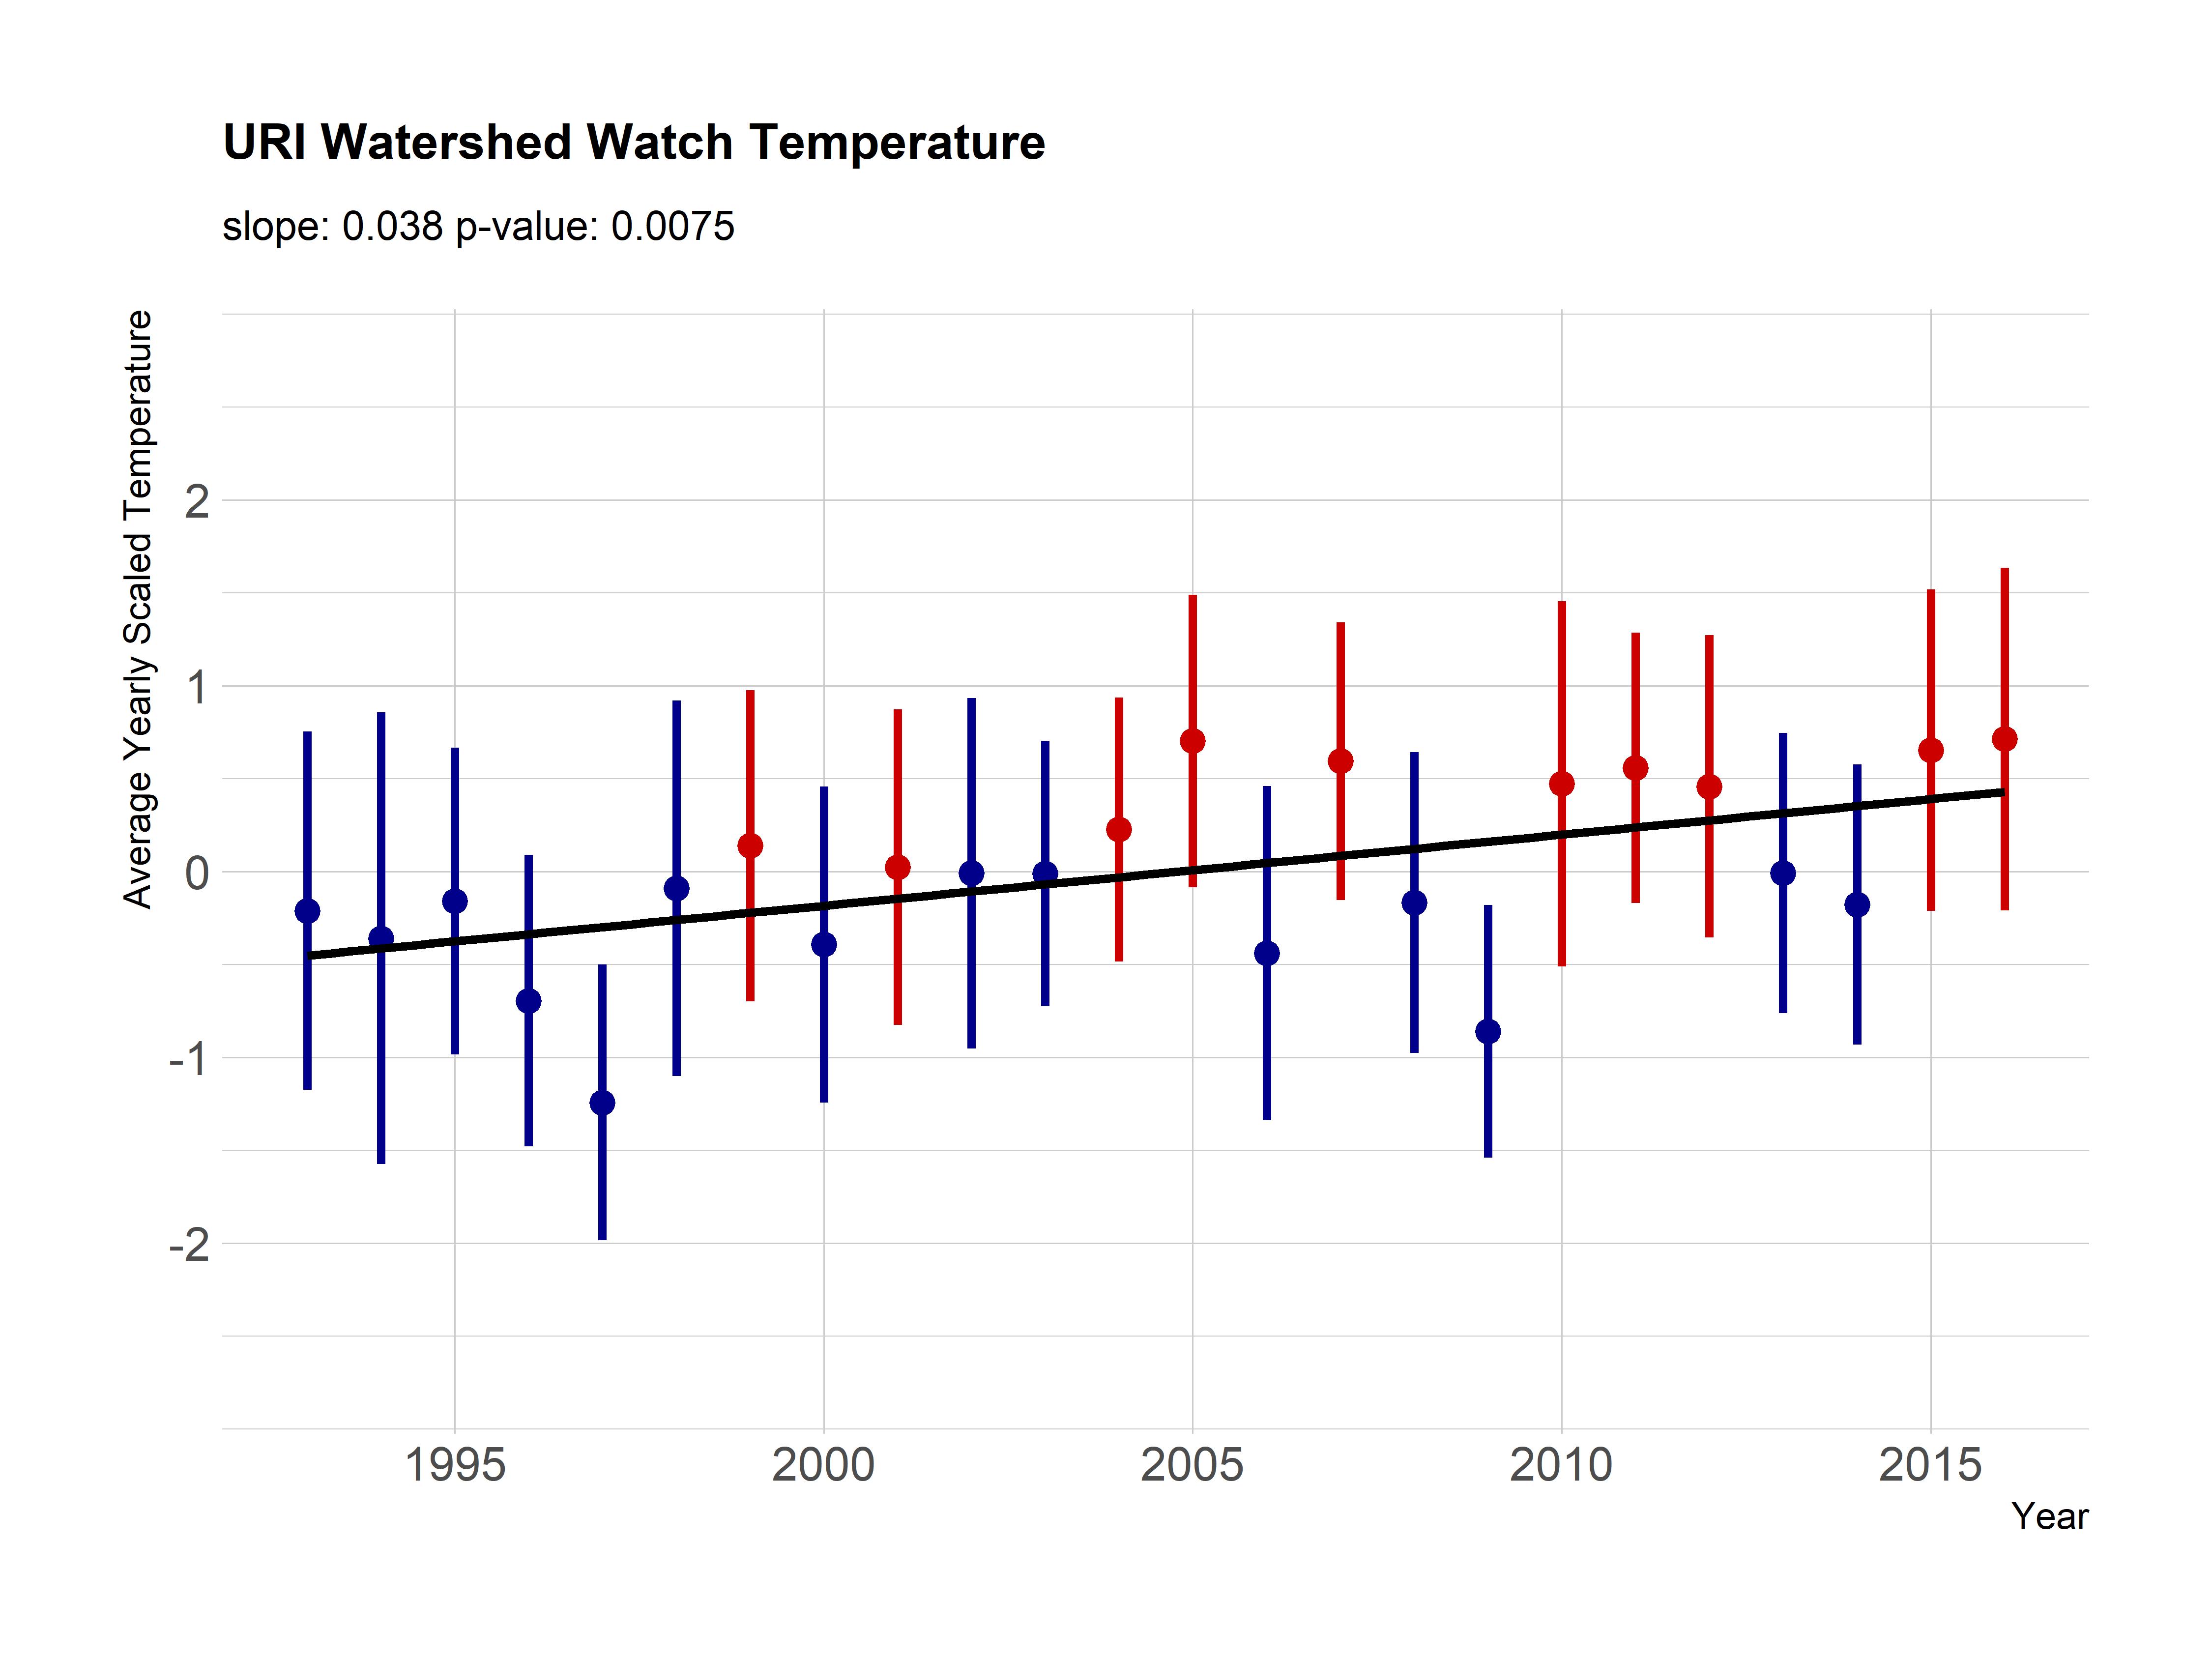 URI Watershed Watch Temperature
slope: 0.038 p-value: 0.0075
Average Yearly Scaled Temperature
2
1
0
-1
-2
1995 2000 2005 2010 2015
Year